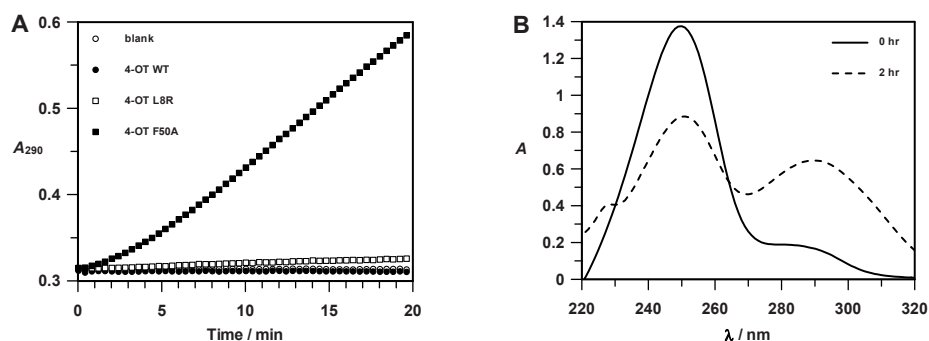 A
0.6
0.5
0.4
0.3
A290
blank
4-OT WT
4-OT L8R
4-OT F50A
0 5 10 15 20
Time / min
B
1.4
1.2
1
0.8
0.6
0.4
0.2
0
A
0 hr
2 hr
220 240 260 280 300 320
λ / nm